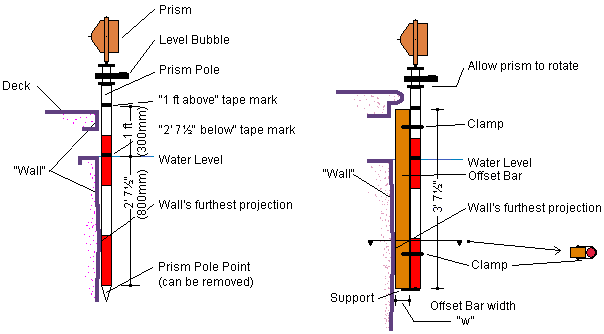 Prism
Level Bubble
Prism Pole
Deck
"1 ft above" tape mark
1 ft
(300mm)
"2' 7½" below" tape mark
"Wall"
Water Level
2' 7½"
(800mm)
Wall's furthest projection
Prism Pole Point
(can be removed)
Allow prism to rotate
Clamp
Water Level
Offset Bar
"Wall"
3' 7½"
Wall's furthest projection
Clamp
Support
Offset Bar width
"w"